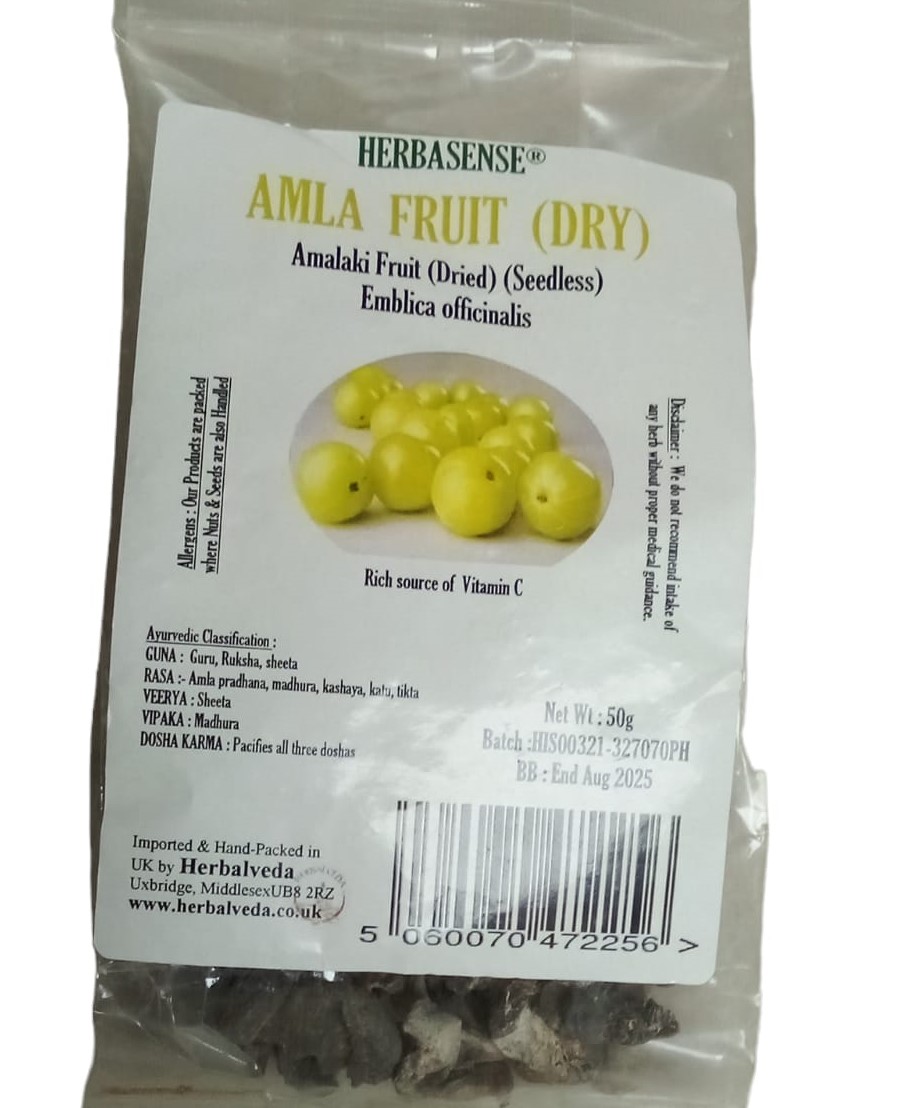 HERBASENSE®
AMLA FRUIT (DRY)
Amalaki Fruit (Dried) (Seedless)
Emblica officinalis
Allergens : Our Products are packed
where Nuts & Seeds are also Handled
Disclaimer : We do not recommend intake of
any herb without proper medical guidance.
Rich source of Vitamin C
Ayurvedic Classification :
GUNA : Guru, Ruksha, sheeta
RASA :- Amla pradhana, madhura, kashaya, katu, tikta
VEERYA : Sheeta
VIPAKA : Madhura
DOSHA KARMA : Pacifies all three doshas
Net Wt : 50g
Batch :HIS00321-327070PH
BB : End Aug 2025
Imported & Hand-Packed in
UK by Herbalveda
Uxbridge, MiddlesexUB8 2RZ
www.herbalveda.co.uk
5 060070 472256 >